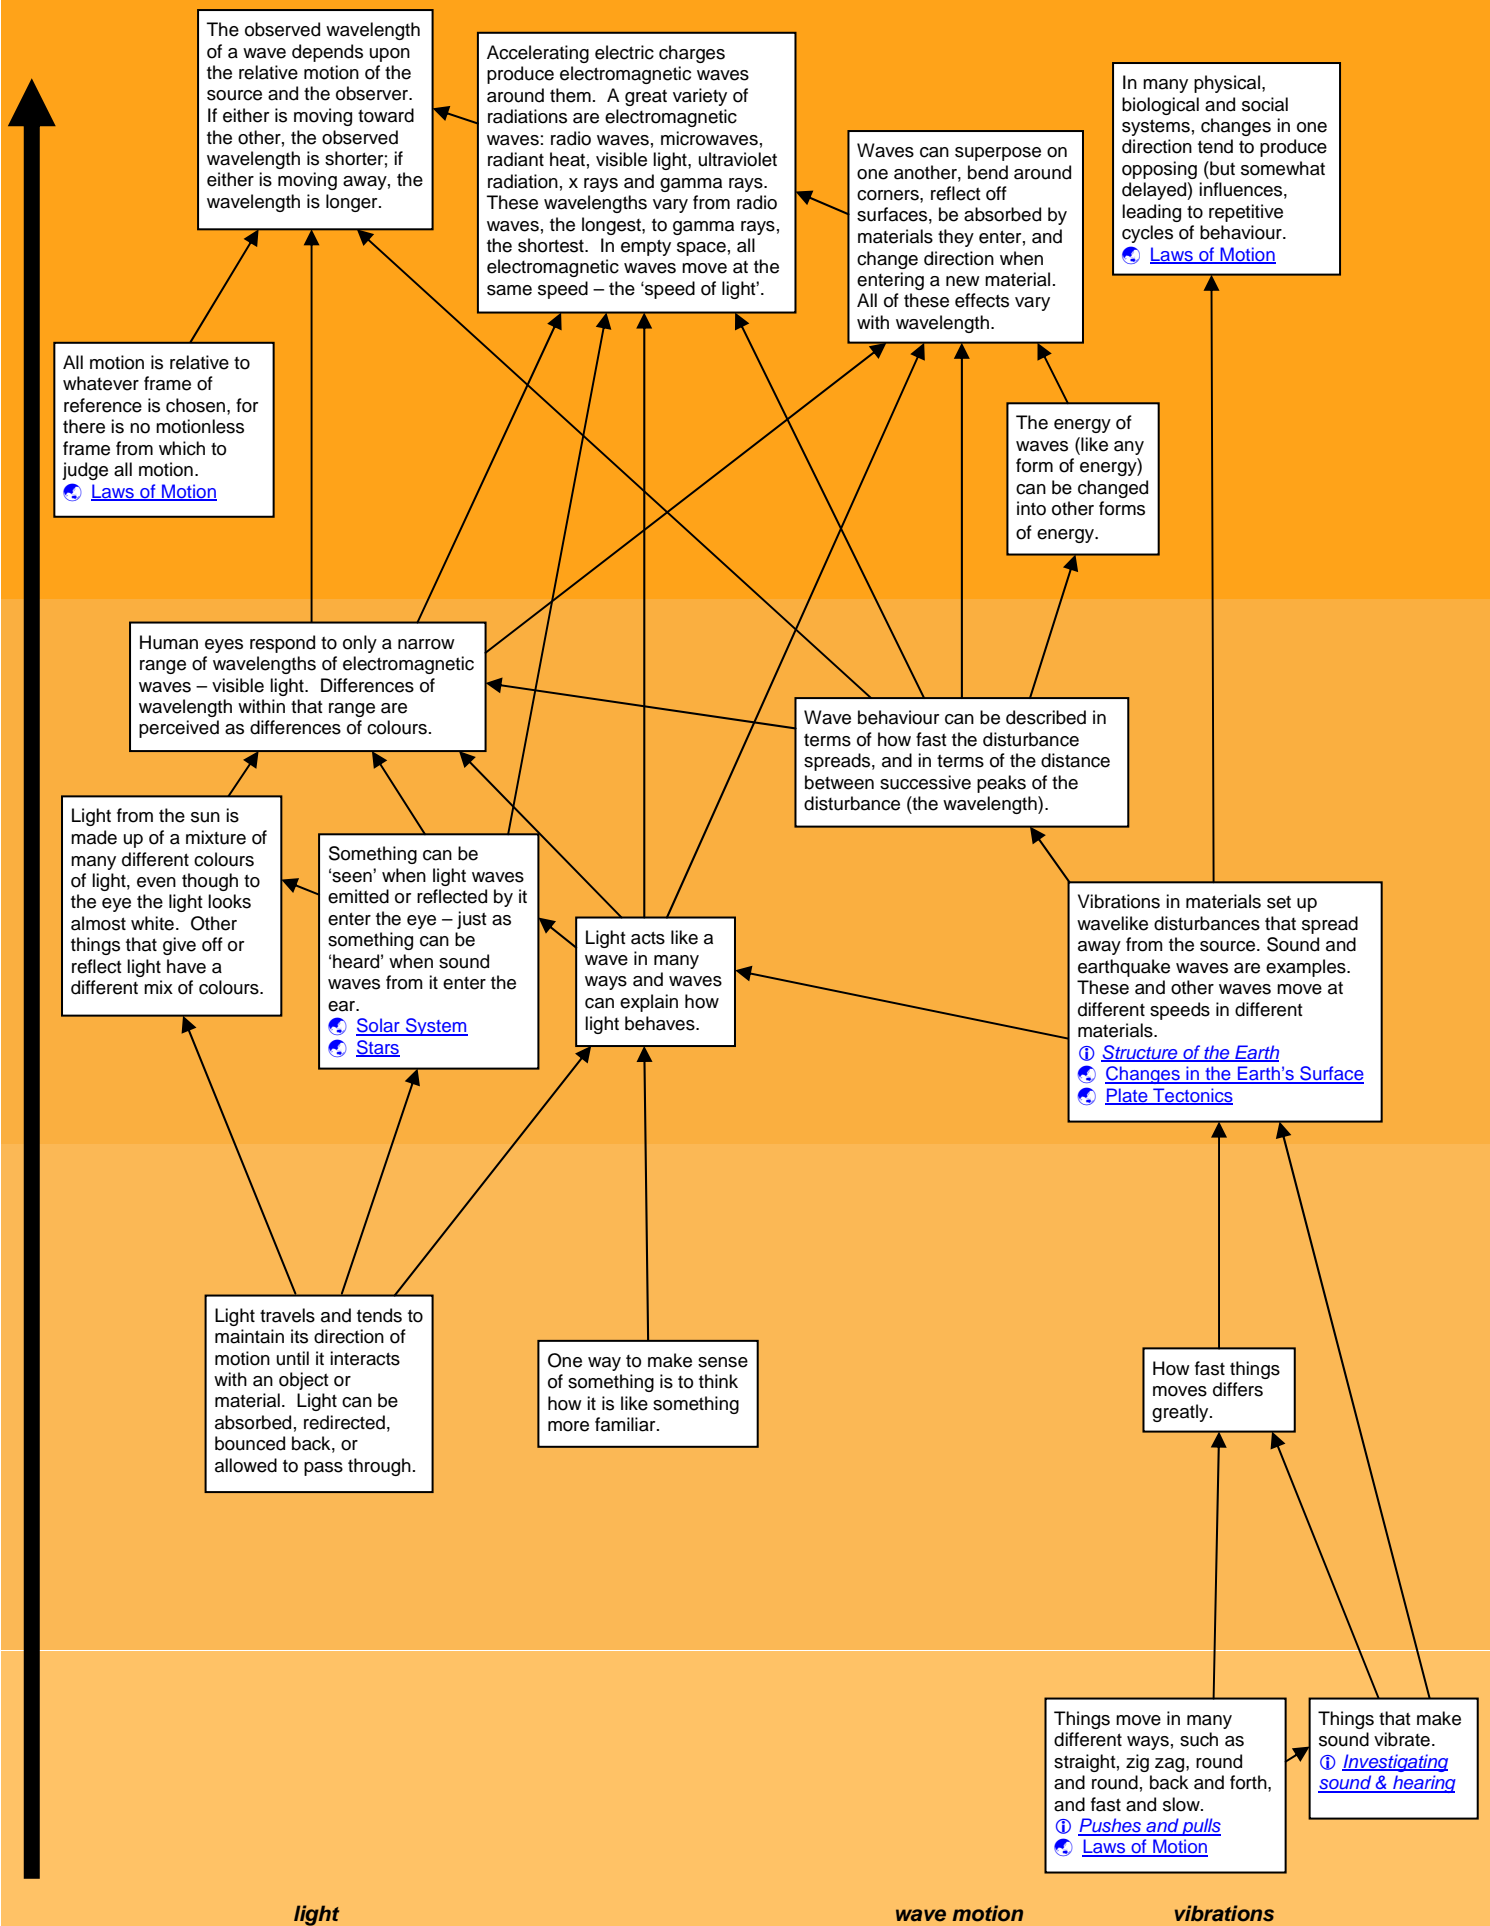 The observed wavelength
of a wave depends upon
the relative motion of the
source and the observer.
If either is moving toward
the other, the observed
wavelength is shorter; if
either is moving away, the
wavelength is longer.
Accelerating electric charges
produce electromagnetic waves
around them.  A great variety of
radiations are electromagnetic
waves: radio waves, microwaves,
radiant heat, visible light, ultraviolet
radiation, x rays and gamma rays.
These wavelengths vary from radio
waves, the longest, to gamma rays,
the shortest.  In empty space, all
electromagnetic waves move at the
same speed – the ‘speed of light’.
Waves can superpose on
one another, bend around
corners, reflect off
surfaces, be absorbed by
materials they enter, and
change direction when
entering a new material.
All of these effects vary
with wavelength.
In many physical,
biological and social
systems, changes in one
direction tend to produce
opposing (but somewhat
delayed) influences,
leading to repetitive
cycles of behaviour.
Laws of Motion
All motion is relative to
whatever frame of
reference is chosen, for
there is no motionless
frame from which to
judge all motion.
Laws of Motion
The energy of
waves (like any
form of energy)
can be changed
into other forms
of energy.
Human eyes respond to only a narrow
range of wavelengths of electromagnetic
waves – visible light.  Differences of
wavelength within that range are
perceived as differences of colours.
Wave behaviour can be described in
terms of how fast the disturbance
spreads, and in terms of the distance
between successive peaks of the
disturbance (the wavelength).
Light from the sun is
made up of a mixture of
many different colours
of light, even though to
the eye the light looks
almost white.  Other
things that give off or
reflect light have a
different mix of colours.
Something can be
‘seen’ when light waves
emitted or reflected by it
enter the eye – just as
something can be
‘heard’ when sound
waves from it enter the
ear.
Solar System
Stars
Light acts like a
wave in many
ways and waves
can explain how
light behaves.
Vibrations in materials set up
wavelike disturbances that spread
away from the source. Sound and
earthquake waves are examples.
These and other waves move at
different speeds in different
materials.
Structure of the Earth
Changes in the Earth’s Surface
Plate Tectonics
Light travels and tends to
maintain its direction of
motion until it interacts
with an object or
material.  Light can be
absorbed, redirected,
bounced back, or
allowed to pass through.
One way to make sense
of something is to think
how it is like something
more familiar.
How fast things
moves differs
greatly.
Things move in many
different ways, such as
straight, zig zag, round
and round, back and forth,
and fast and slow.
Pushes and pulls
Laws of Motion
Things that make
sound vibrate.
Investigating
sound & hearing
light
wave motion
vibrations